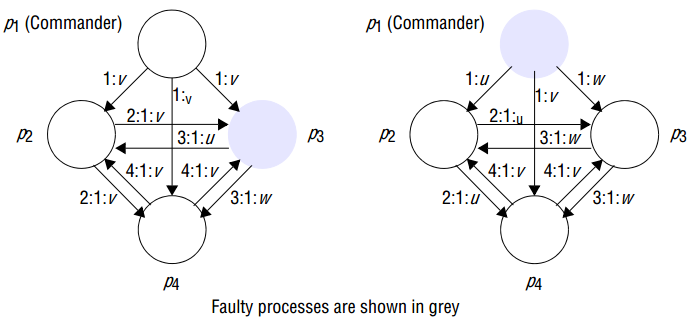 p1 (Commander)
1:v
1:v
1:v
2:1:v
3:1:u
p2
p3
4:1:v
4:1:v
2:1:v
3:1:w
p4
p1 (Commander)
1:u
1:w
1:v
2:1:u
3:1:w
p2
p3
4:1:v
4:1:v
2:1:u
3:1:w
p4
Faulty processes are shown in grey